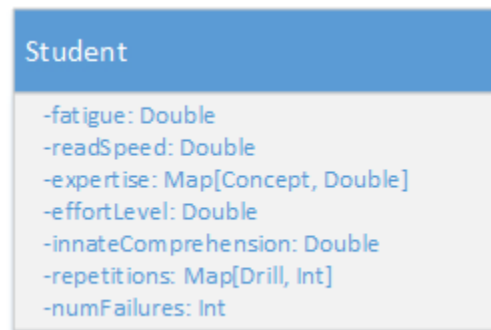 Student
-fatigue: Double
-readSpeed: Double
-expertise: Map[Concept, Double]
-effortLevel: Double
-innateComprehension: Double
-repetitions: Map[Drill, Int]
-numFailures: Int